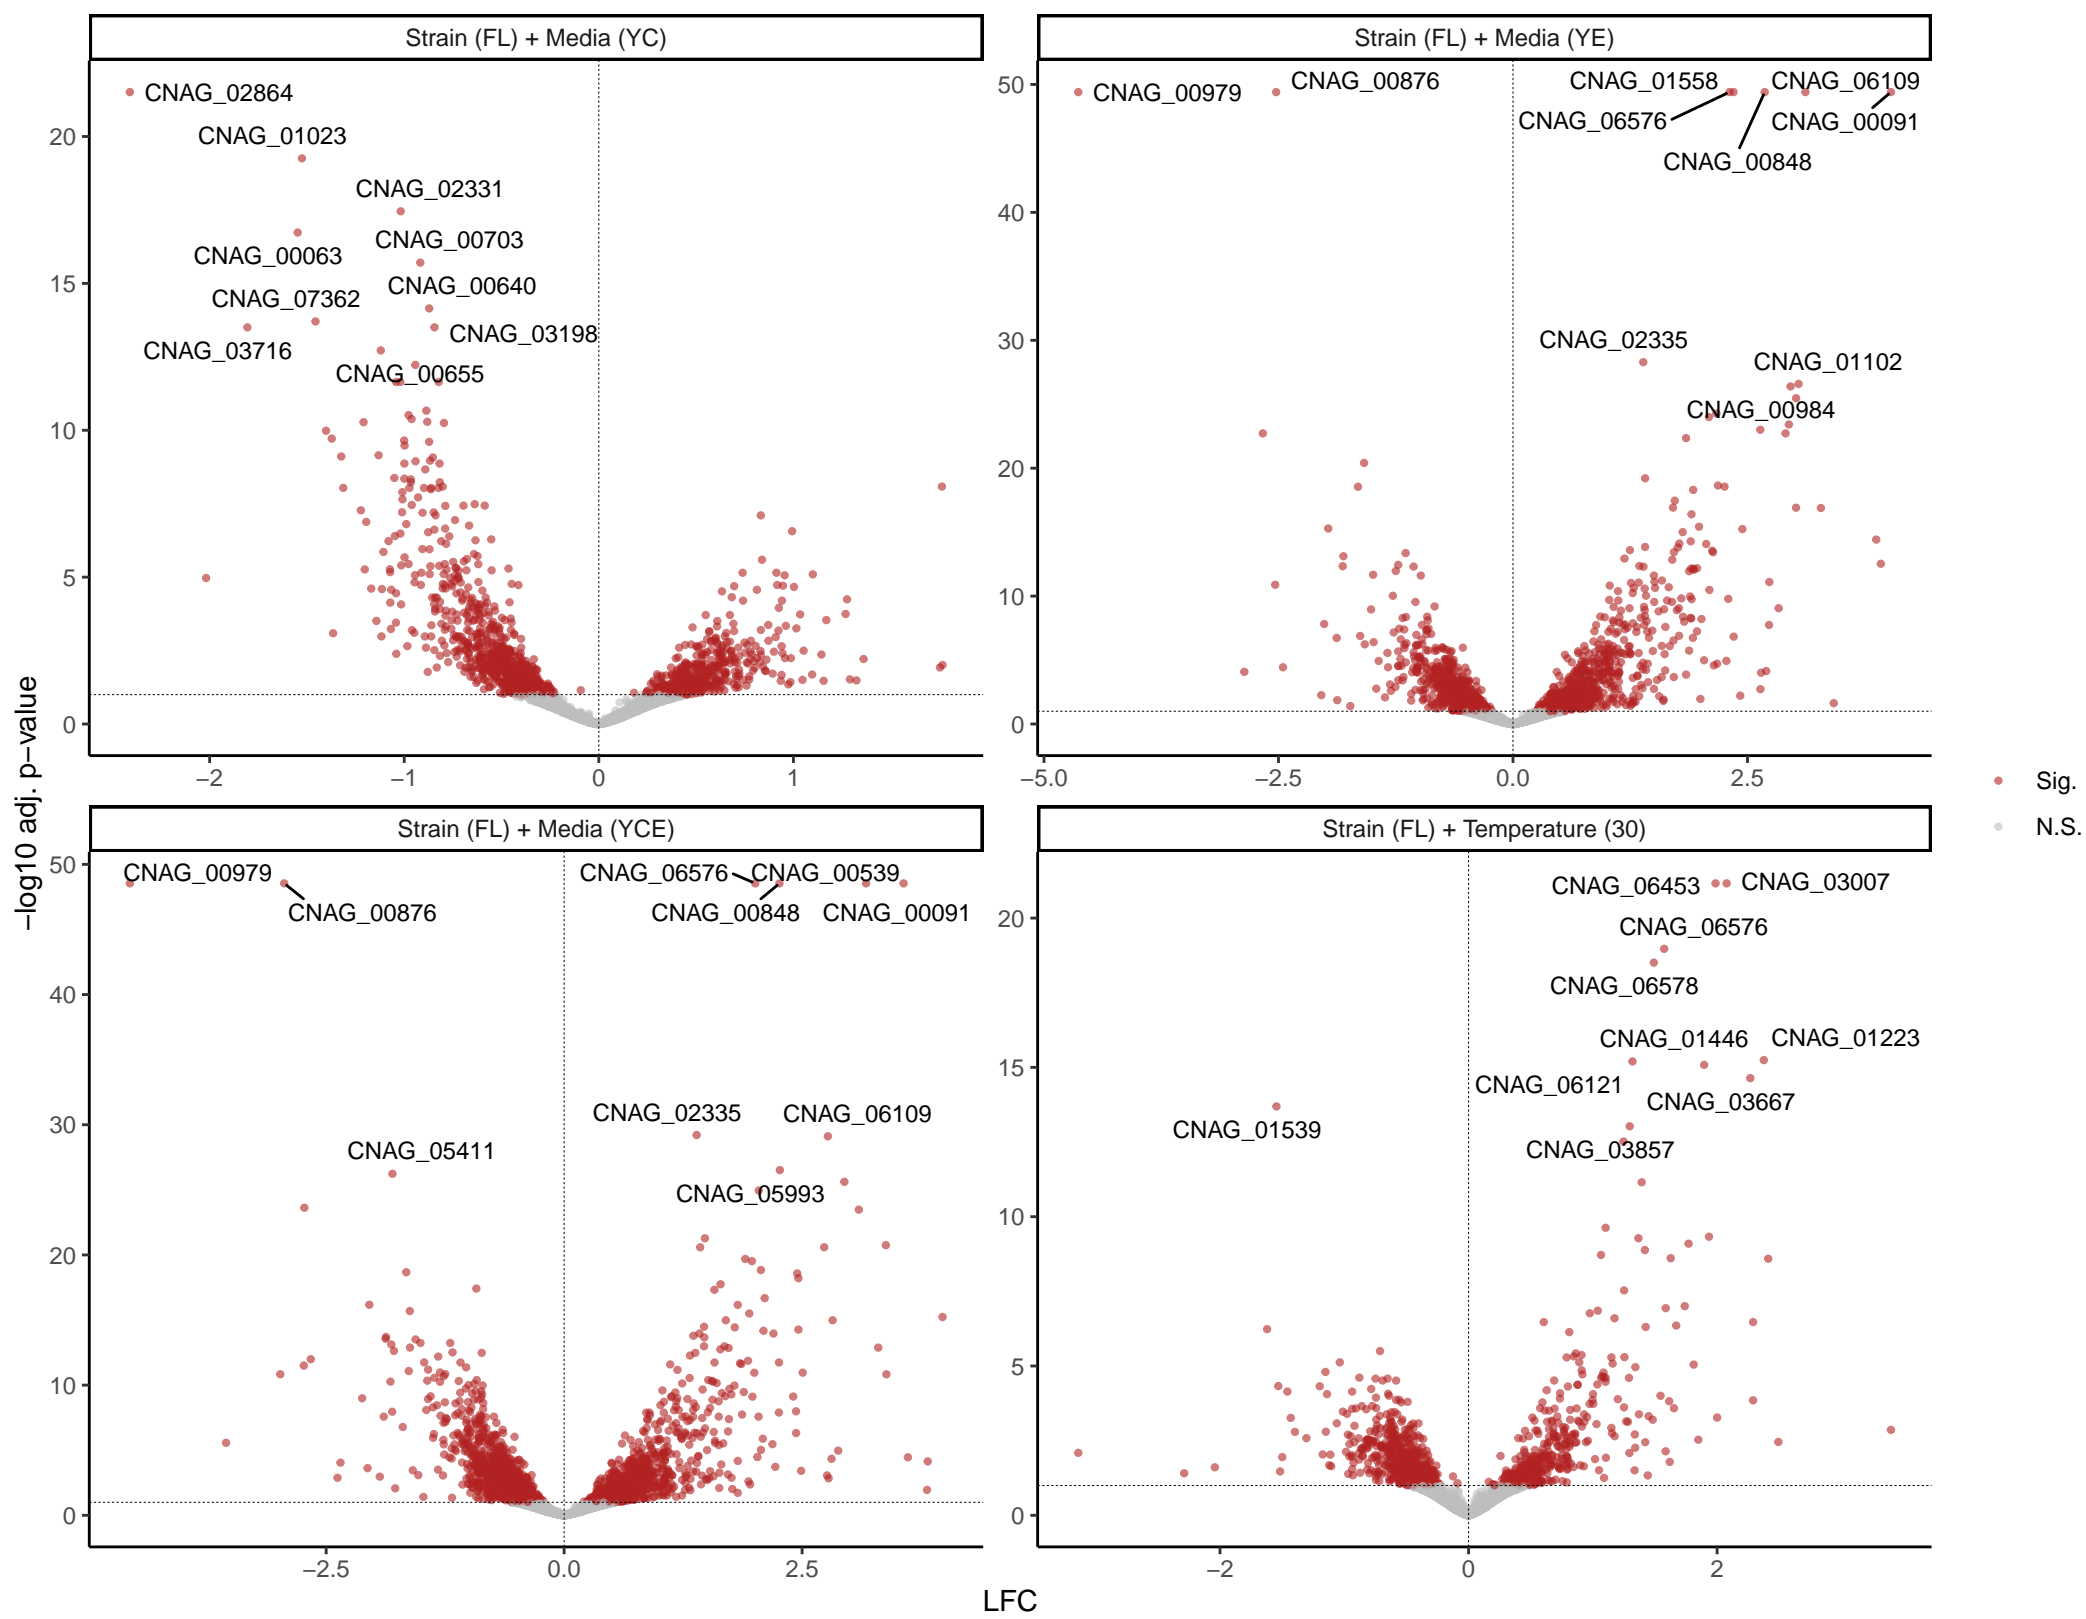 Strain (FL) + Media (YC)
CNAG_02864
CNAG_01023
CNAG_02331
CNAG_00703
CNAG_00063
CNAG_00640
CNAG_07362
CNAG_03198
CNAG_03716
CNAG_00655
20
15
10
5
0
−2
−1
0
1
Strain (FL) + Media (YE)
CNAG_00979
CNAG_00876
CNAG_01558
CNAG_06109
CNAG_06576
CNAG_00091
CNAG_00848
CNAG_02335
CNAG_01102
CNAG_00984
50
40
30
20
10
0
−5.0
−2.5
0.0
2.5
Strain (FL) + Media (YCE)
CNAG_00979
CNAG_06576
CNAG_00539
CNAG_00876
CNAG_00848
CNAG_00091
CNAG_02335
CNAG_06109
CNAG_05411
CNAG_05993
50
40
30
20
10
0
−2.5
0.0
2.5
Strain (FL) + Temperature (30)
CNAG_06453
CNAG_03007
CNAG_06576
CNAG_06578
CNAG_01446
CNAG_01223
CNAG_06121
CNAG_03667
CNAG_01539
CNAG_03857
20
15
10
5
0
−2
0
2
−log10 adj. p−value
LFC
Sig.
N.S.